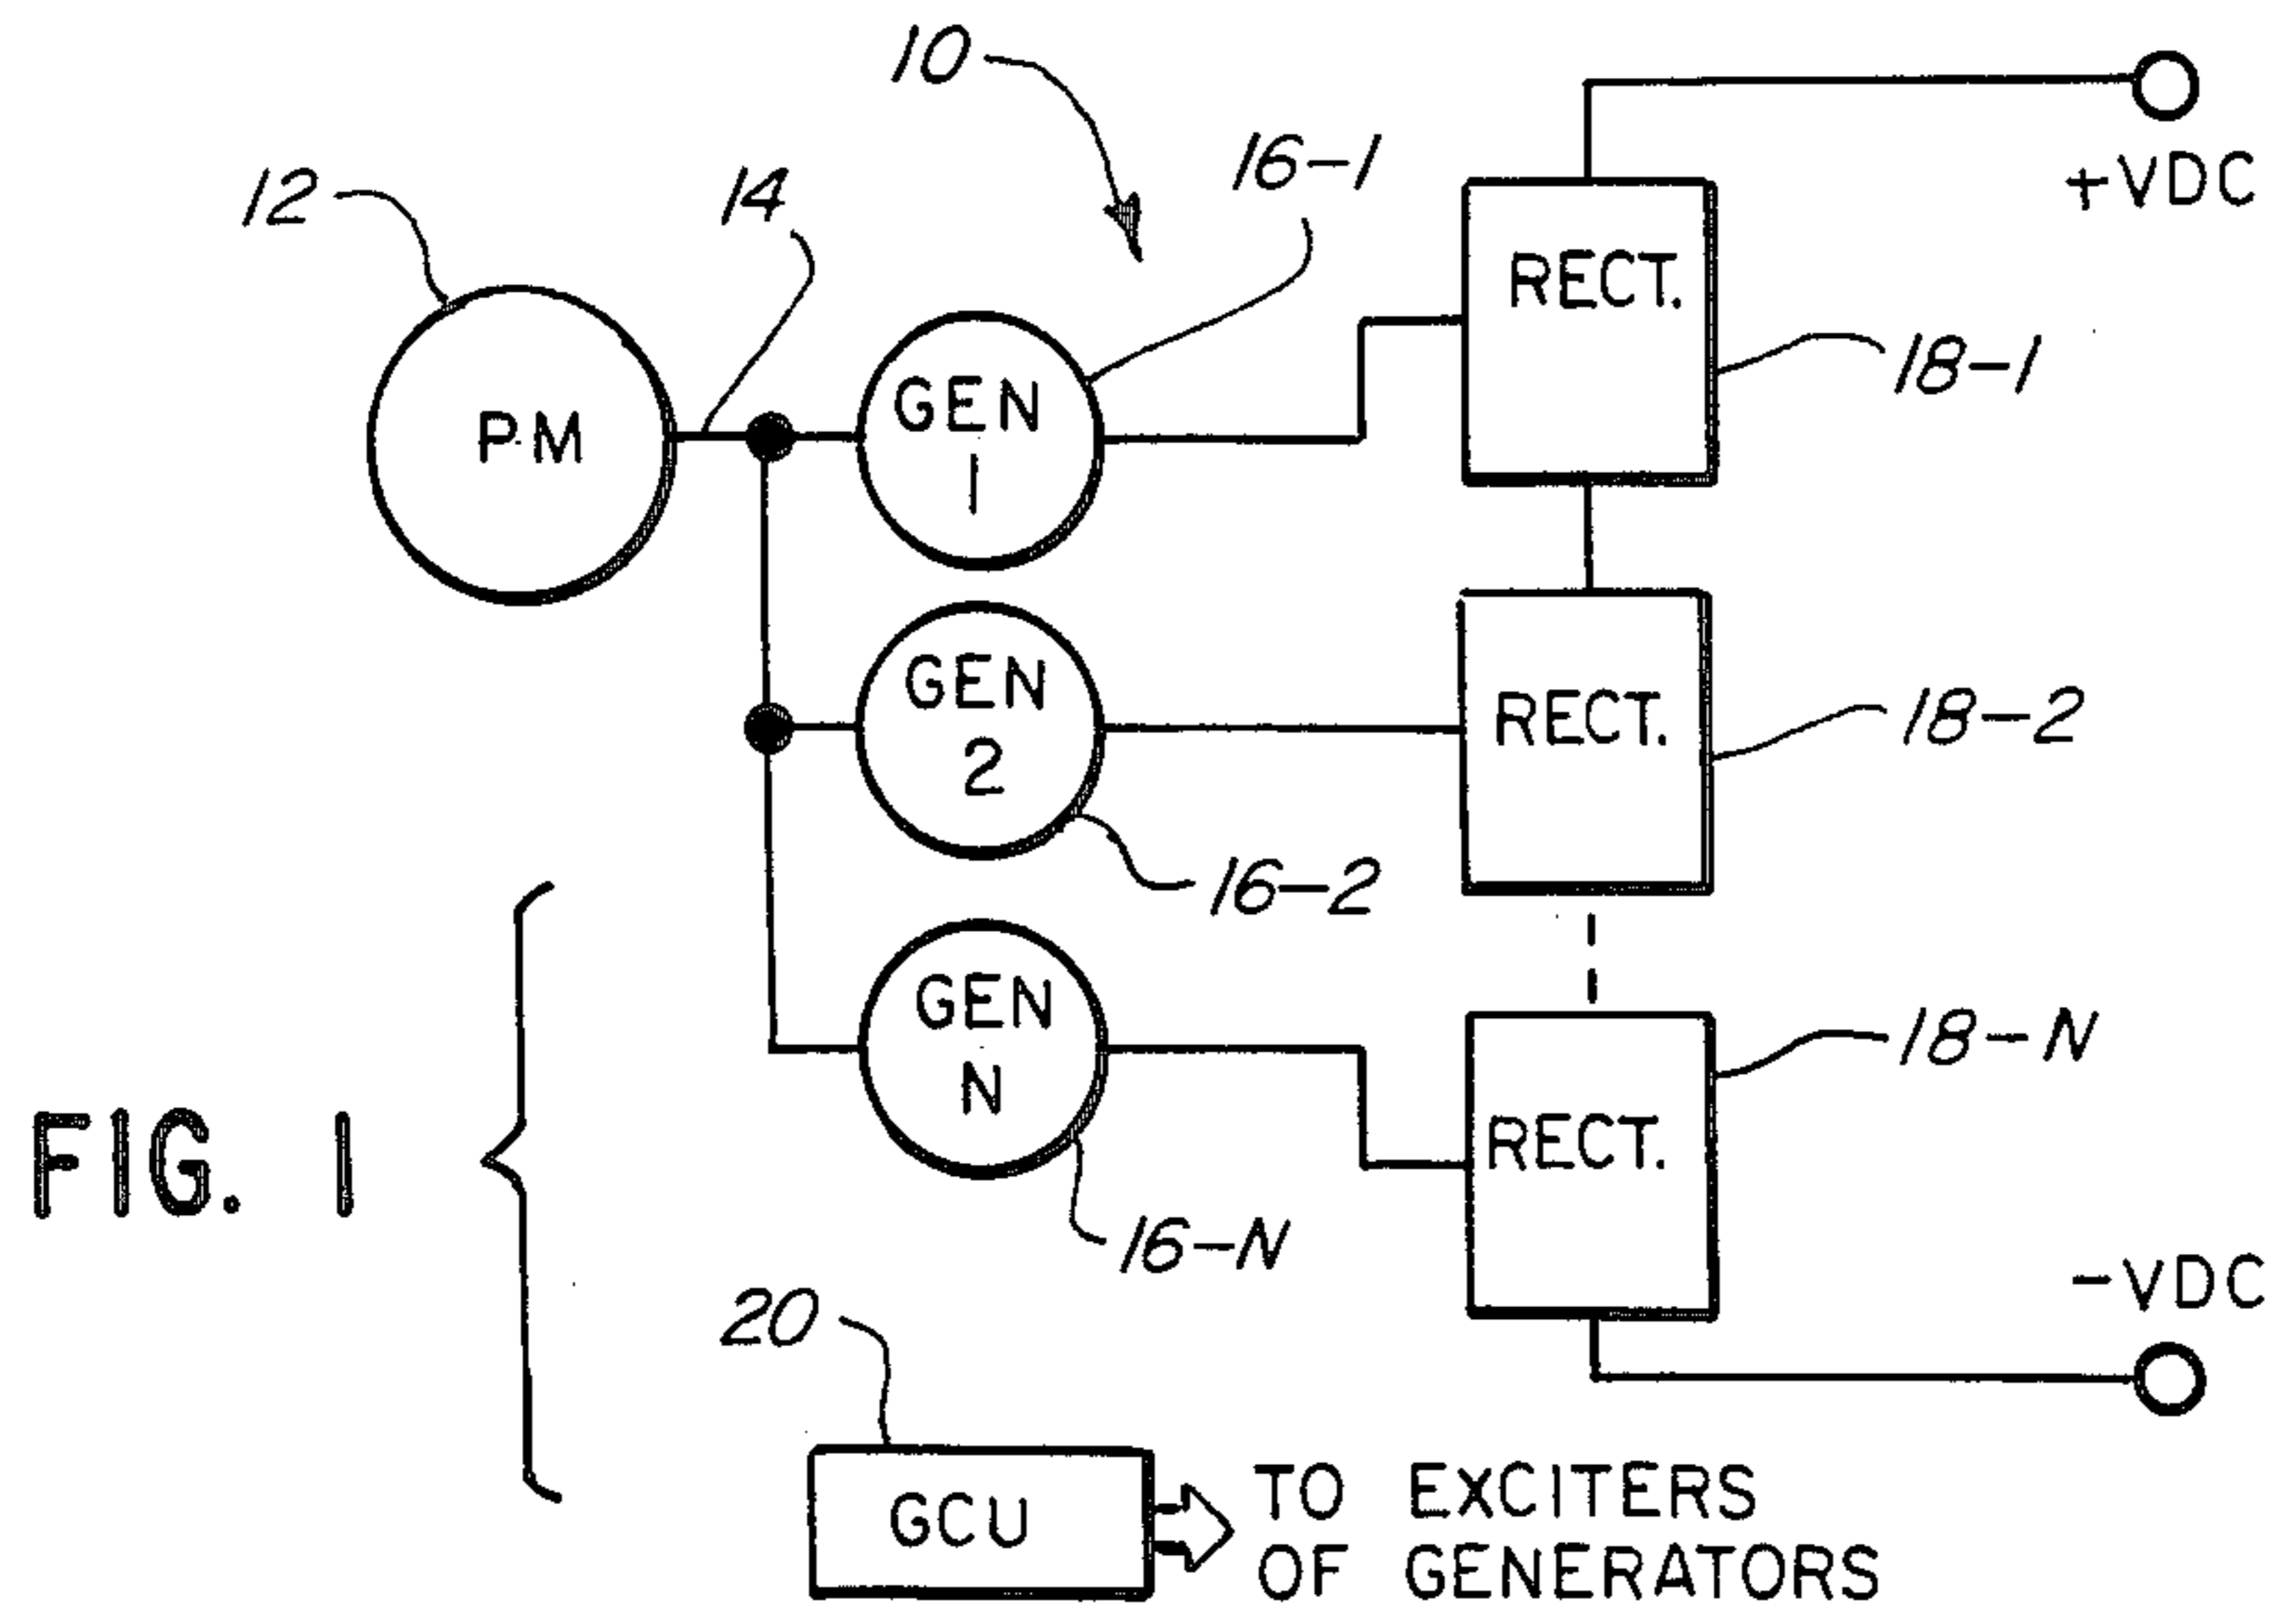 10
12
14
16-1
+VDC
RECT.
18-1
PM
GEN
1
GEN
2
RECT.
18-2
16-2
GEN
N
18-N
RECT.
FIG. 1
16-N
-VDC
20
GCU
TO EXCITERS
OF GENERATORS